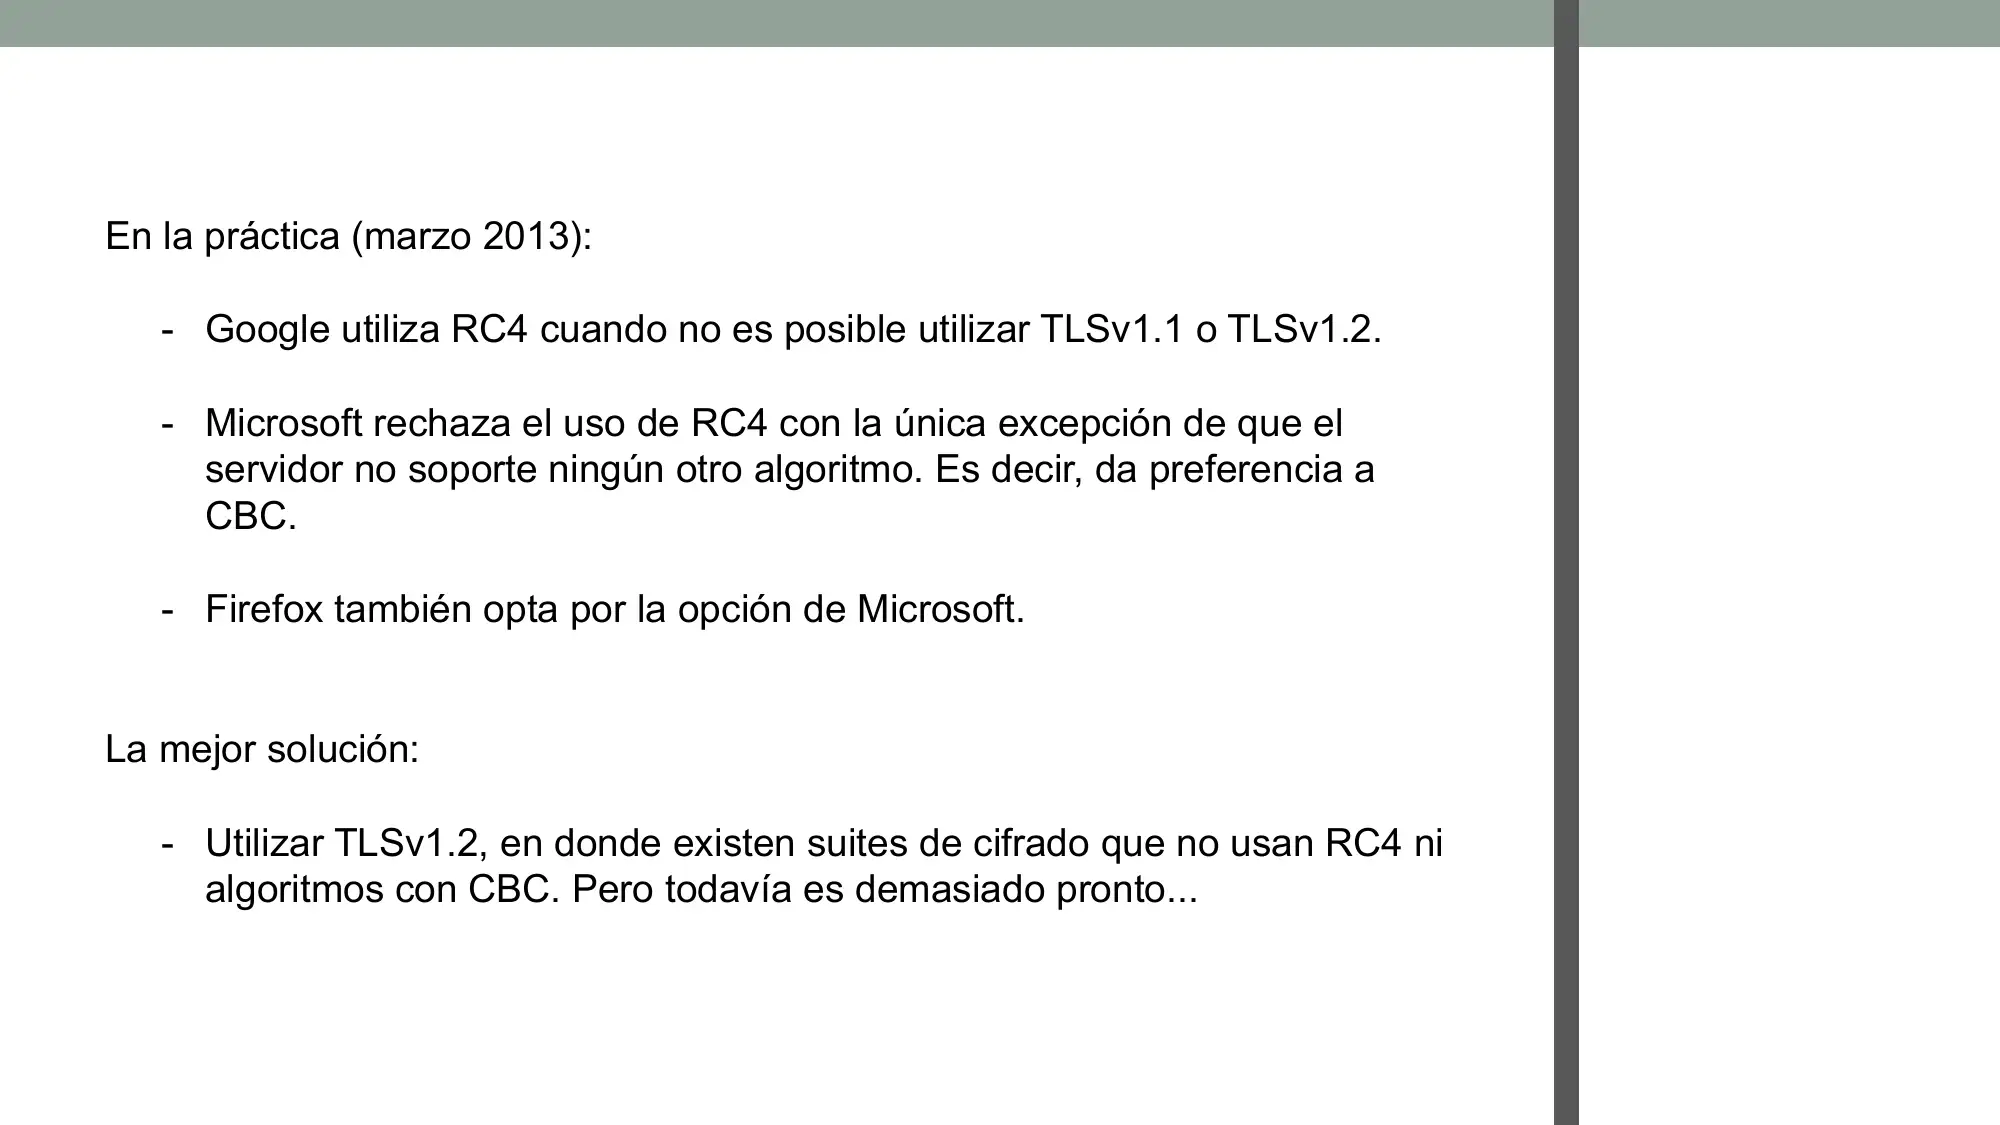 En la práctica (marzo 2013):
- Google utiliza RC4 cuando no es posible utilizar TLSv1.1 o TLSv1.2.
- Microsoft rechaza el uso de RC4 con la única excepción de que el
servidor no soporte ningún otro algoritmo. Es decir, da preferencia a
CBC.
- Firefox también opta por la opción de Microsoft.
La mejor solución:
- Utilizar TLSv1.2, en donde existen suites de cifrado que no usan RC4 ni
algoritmos con CBC. Pero todavía es demasiado pronto...